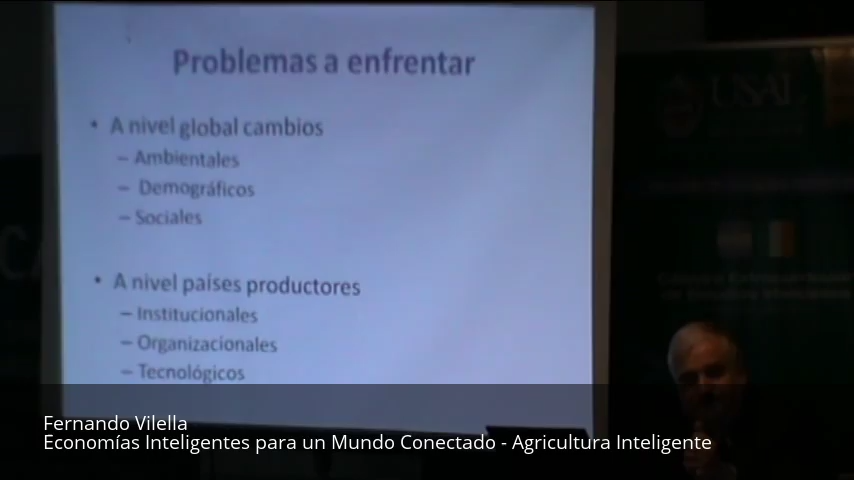 Problemas a enfrentar
• A nivel global cambios
– Ambientales
– Demográficos
– Sociales
• A nivel países productores
– Institucionales
– Organizacionales
– Tecnológicos
USAL
Fernando Vilella
Economías Inteligentes para un Mundo Conectado - Agricultura Inteligente